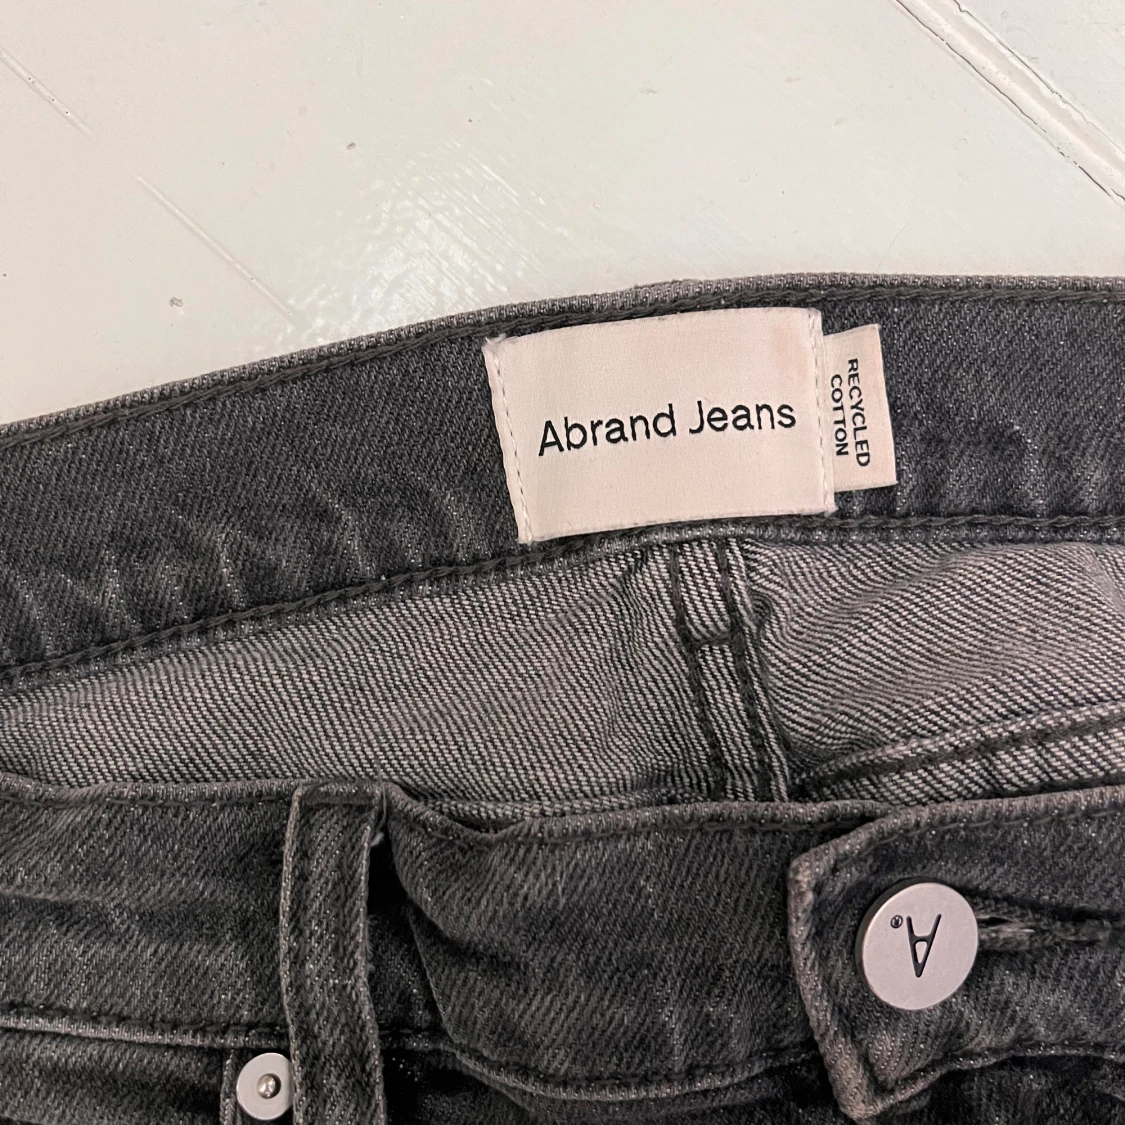 Abrand Jeans
RECYCLED
COTTON
A®